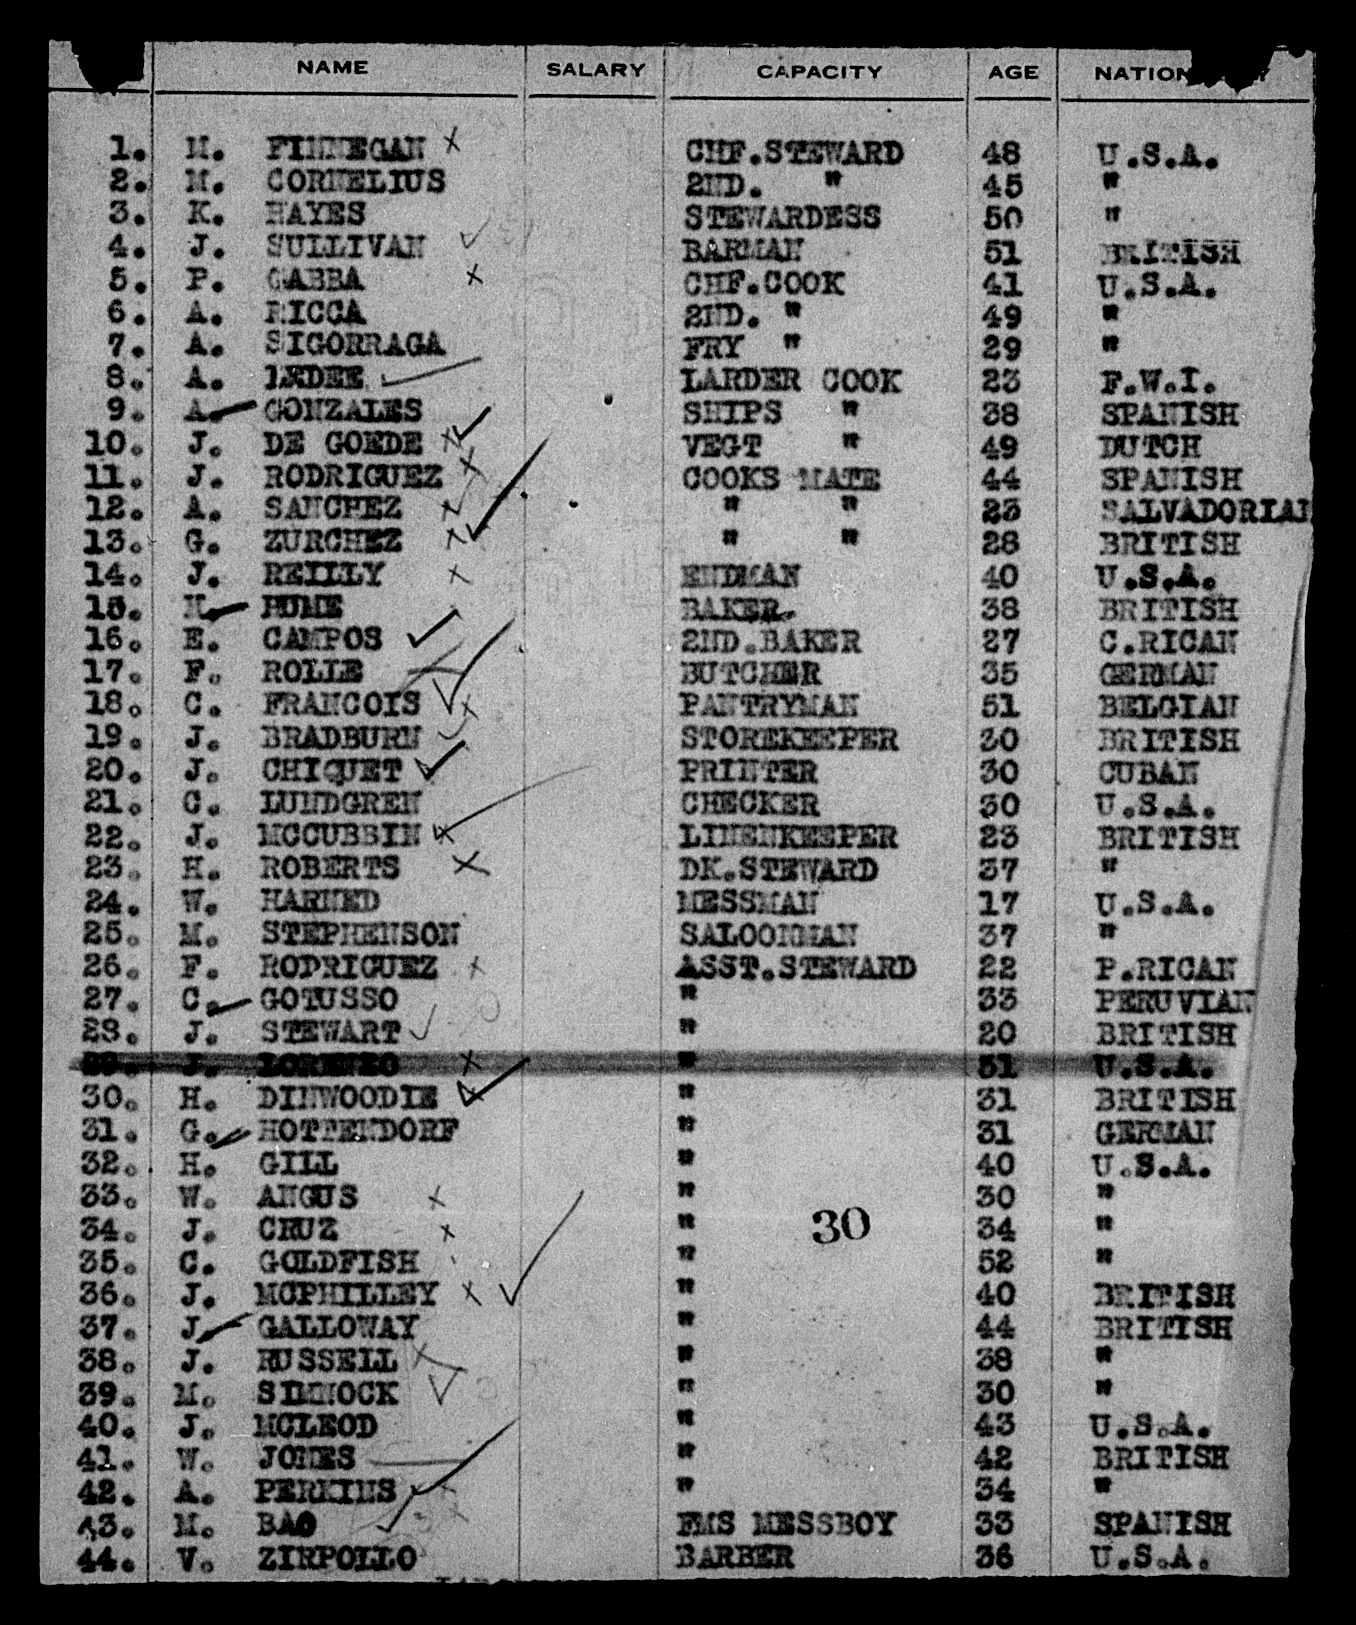 NAME SALARY CAPACITY AGE NATION Y
1. M. FINNEGAN x CHF.STEWARD 48 U.S.A.
2. M. CORNELIUS 2ND. " 45 "
3. K. HAYES STEWARDESS 50 "
4. J. SULLIVAN BARMAN 51 BRITISH
5. P. GABBA x CHF.COOK 41 U.S.A.
6. A. RICCA 2ND. " 49 "
7. A. SIGORRAGA FRY " 29 "
8. A. LEDEE LARDER COOK 23 F.W.I.
9. A. GONZALES SHIPS " 38 SPANISH
10. J. DE GOEDE x VEGT " 49 DUTCH
11. J. RODRIGUEZ x COOKS MATE 44 SPANISH
12. A. SANCHEZ x " " 23 SALVADORIAN
13. G. ZURCHEZ x " " 28 BRITISH
14. J. REILLY x ENDMAN 40 U.S.A.
15. H. HUME BAKER. 38 BRITISH
16. E. CAMPOS 2ND.BAKER 27 C.RICAN
17. F. ROLLE BUTCHER 35 GERMAN
18. C. FRANCOIS x PANTRYMAN 51 BELGIAN
19. J. BRADBURN STOREKEEPER 30 BRITISH
20. J. CHIQUET PRINTER 30 CUBAN
21. C. LUNDGREN CHECKER 30 U.S.A.
22. J. MCCUBBIN x LINENKEEPER 23 BRITISH
23. H. ROBERTS x DK.STEWARD 37 "
24. W. HARNED MESSMAN 17 U.S.A.
25. M. STEPHENSON SALOONMAN 37 "
26. F. RODRIGUEZ x ASST.STEWARD 22 P.RICAN
27. C. GOTUSSO " 33 PERUVIAN
28. J. STEWART " 20 BRITISH
29. J. LORENZO x " 51 U.S.A.
30. H. DINWOODIE x " 31 BRITISH
31. G. HOTTENDORF " 31 GERMAN
32. H. GILL " 40 U.S.A.
33. W. ANGUS x " 30 "
34. J. CRUZ x " 34 "
30
35. C. GOLDFISH " 52 "
36. J. MCPHILLEY x " 40 BRITISH
37. J. GALLOWAY " 44 BRITISH
38. J. RUSSELL x " 38 "
39. M. SIMNOCK " 30 "
40. J. MCLEOD " 43 U.S.A.
41. W. JONES " 42 BRITISH
42. A. PERKINS x " 34 "
43. M. BAO FMS MESSBOY 33 SPANISH
44. V. ZIRPOLLO BARBER 36 U.S.A.